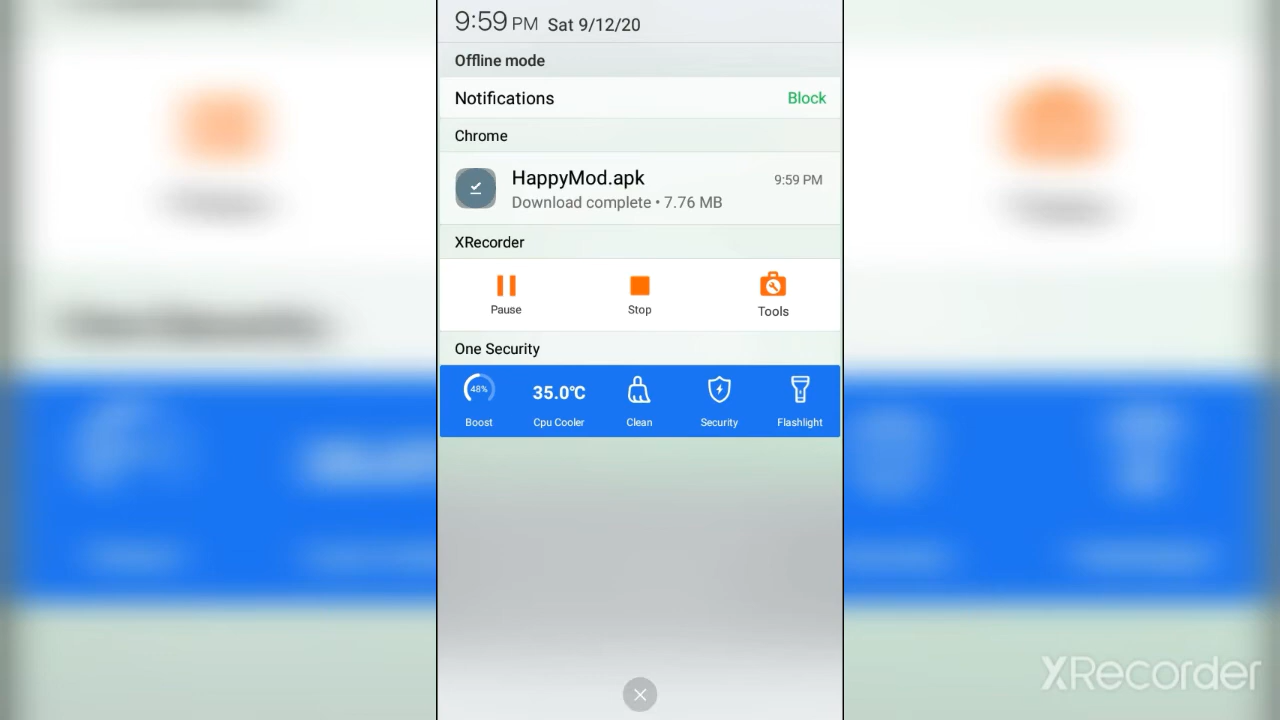 9:59 PM Sat 9/12/20
Offline mode
Notifications Block
Chrome
HappyMod.apk 9:59 PM
Download complete • 7.76 MB
XRecorder
Pause Stop Tools
One Security
48% 35.0°C
Boost Cpu Cooler Clean Security Flashlight
XRecorder